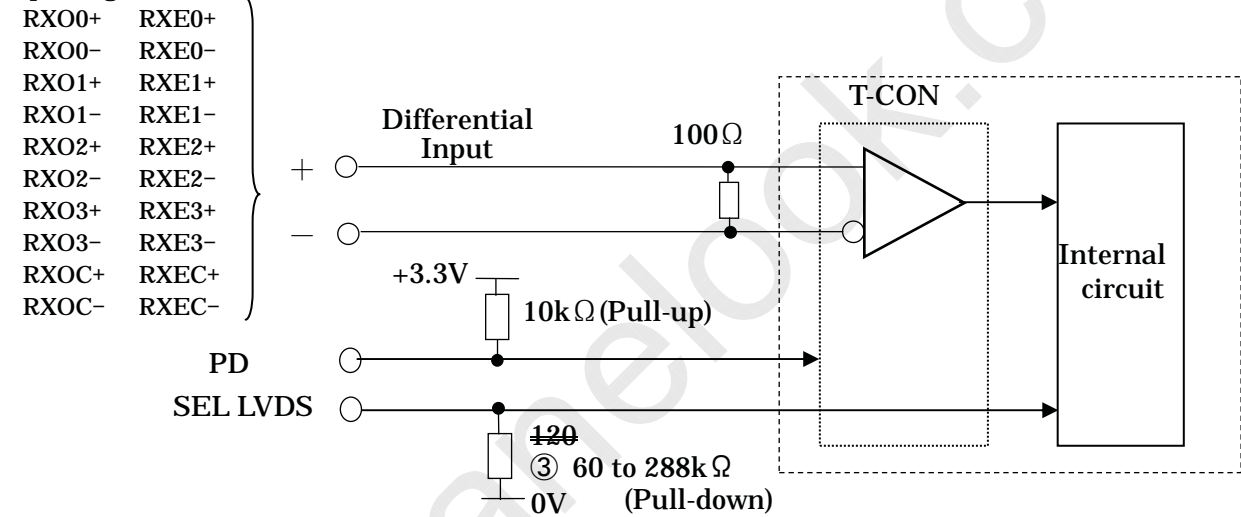 RXO0+ RXE0+
RXO0− RXE0−
RXO1+ RXE1+
RXO1− RXE1−
RXO2+ RXE2+
RXO2− RXE2−
RXO3+ RXE3+
RXO3− RXE3−
RXOC+ RXEC+
RXOC− RXEC−
Differential
Input
+
−
100Ω
T-CON
Internal
circuit
+3.3V
10kΩ(Pull-up)
PD
SEL LVDS
120
③ 60 to 288kΩ
0V (Pull-down)
anelook.c